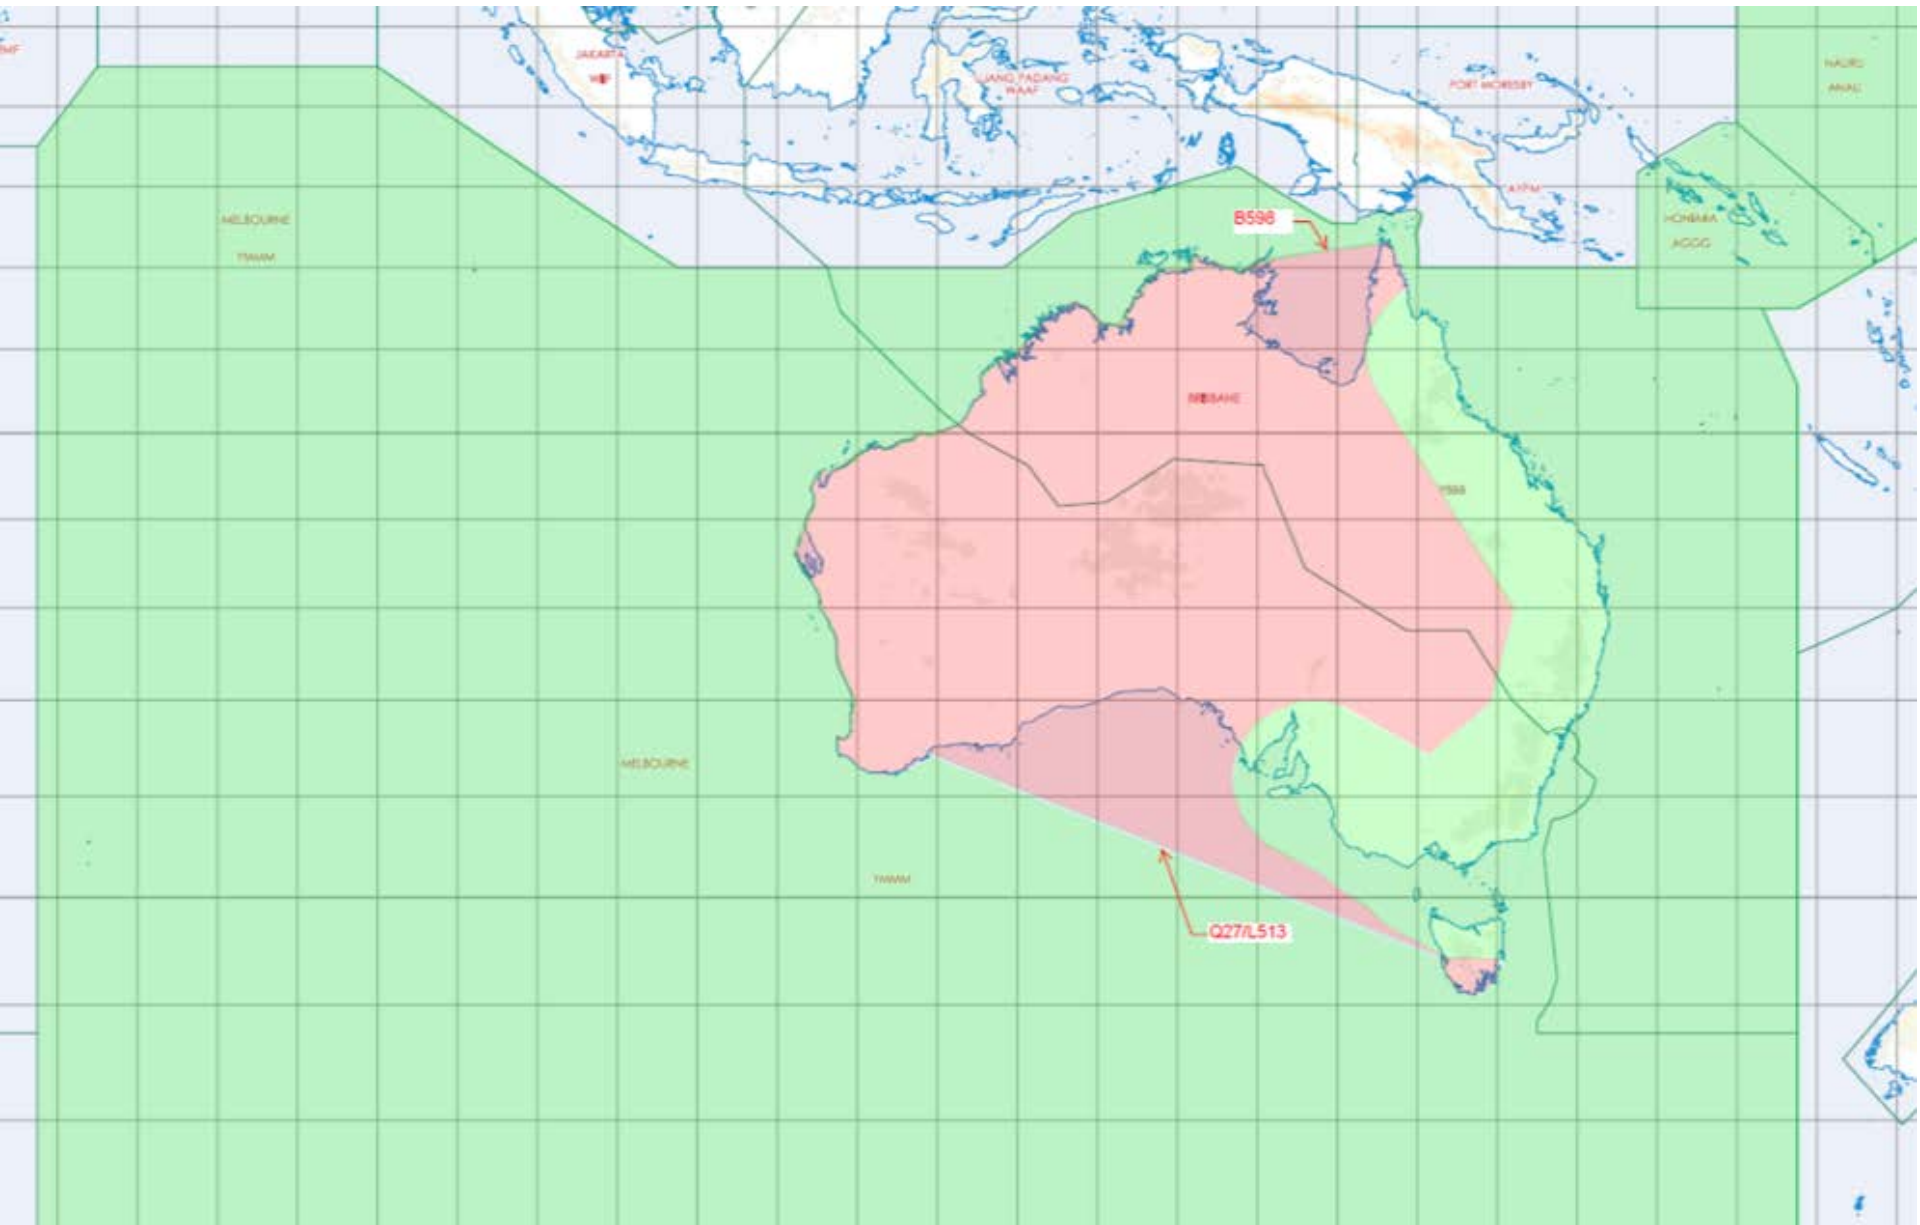 JAKARTA
WIIF
UJANG PADANG
WAAF
PORT MORESBY
AYPM
NAURU
ANAU
HONIARA
AGGG
MELBOURNE
YMMM
B598
BRISBANE
MELBOURNE
YMMM
Q27/L513